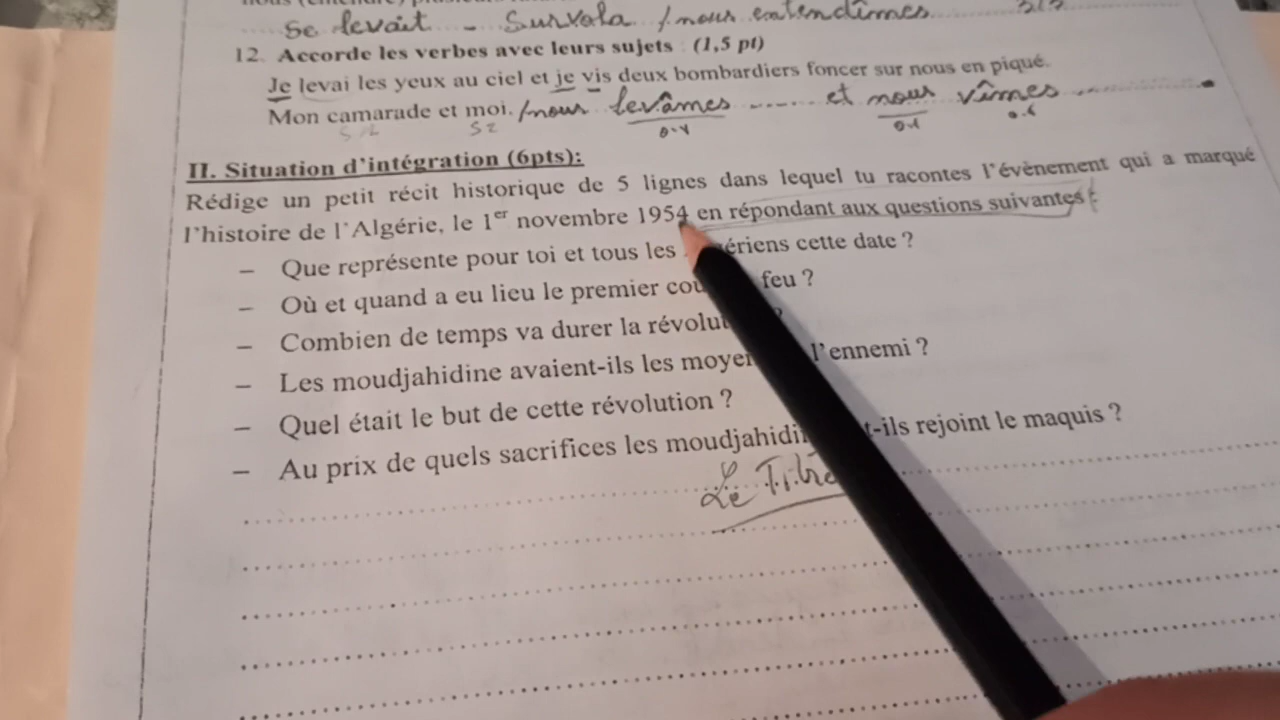 se levait - survola / nous entendîmes
12. Accorde les verbes avec leurs sujets : (1,5 pt)
Je levai les yeux au ciel et je vis deux bombardiers foncer sur nous en piqué.
Mon camarade et moi, / nous levâmes ........ et nous vîmes ................
II. Situation d'intégration (6pts):
Rédige un petit récit historique de 5 lignes dans lequel tu racontes l'évènement qui a marqué
l'histoire de l'Algérie, le 1er novembre 1954 en répondant aux questions suivantes :
– Que représente pour toi et tous les ériens cette date ?
– Où et quand a eu lieu le premier cou feu ?
– Combien de temps va durer la révolut ?
– Les moudjahidine avaient-ils les moyen l'ennemi ?
– Quel était le but de cette révolution ?
– Au prix de quels sacrifices les moudjahidi t-ils rejoint le maquis ?
Le Titre